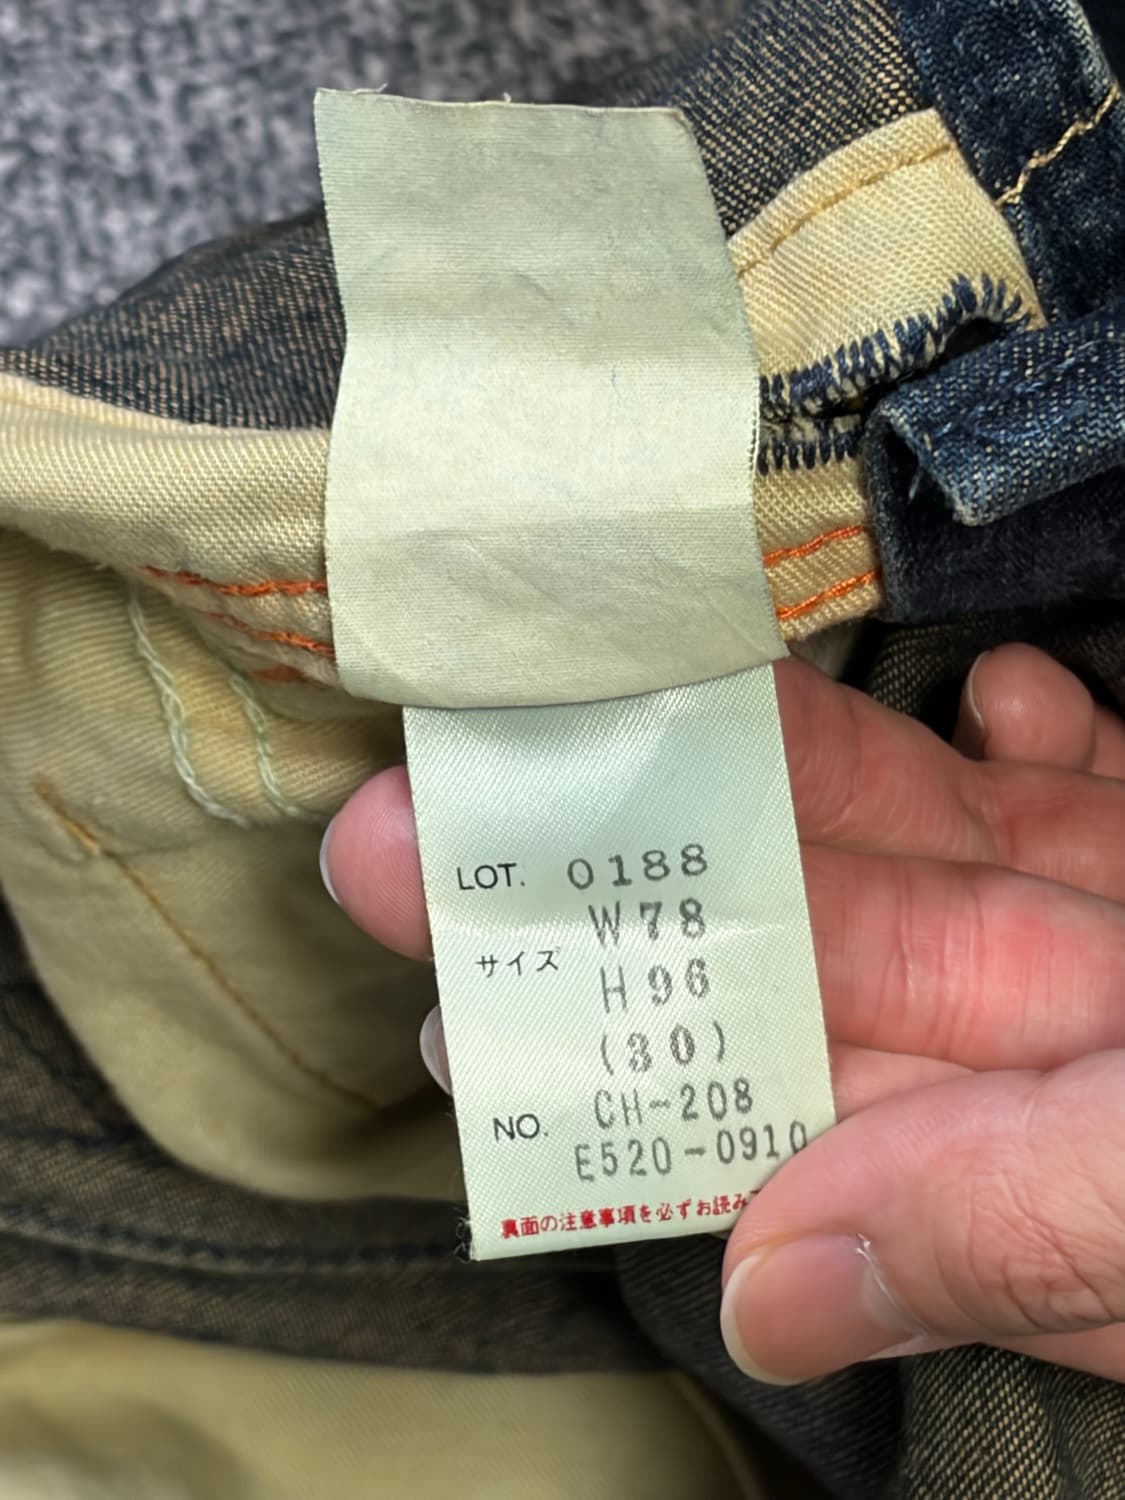 LOT. 0188
W78
サイズ
H96
(30)
NO. CH-208
E520-0910
裏面の注意事項を必ずお読み